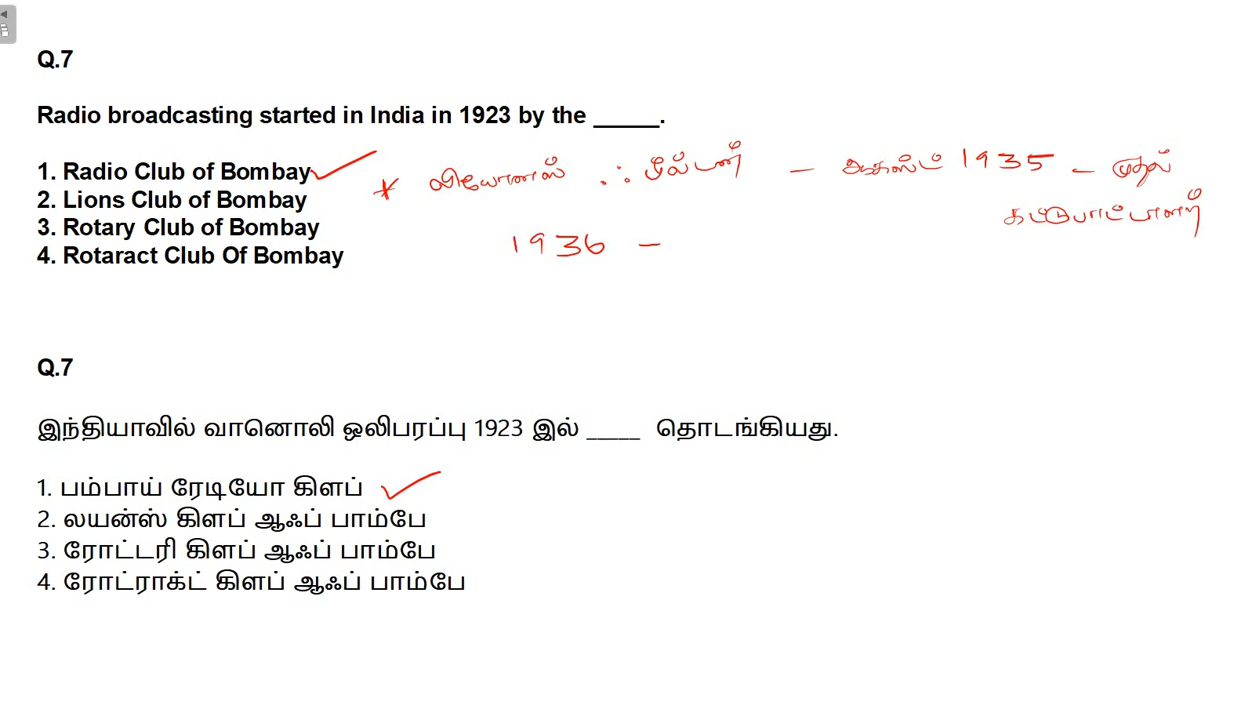 Q.7
Radio broadcasting started in India in 1923 by the _____.
1. Radio Club of Bombay
* லியோனல் ஃபீல்டன் – ஆகஸ்ட் 1935 – முதல்
கட்டுபாட்டாளர்
2. Lions Club of Bombay
3. Rotary Club of Bombay
1936 –
4. Rotaract Club Of Bombay
Q.7
இந்தியாவில் வானொலி ஒலிபரப்பு 1923 இல் _____ தொடங்கியது.
1. பம்பாய் ரேடியோ கிளப்
2. லயன்ஸ் கிளப் ஆஃப் பாம்பே
3. ரோட்டரி கிளப் ஆஃப் பாம்பே
4. ரோட்ராக்ட் கிளப் ஆஃப் பாம்பே